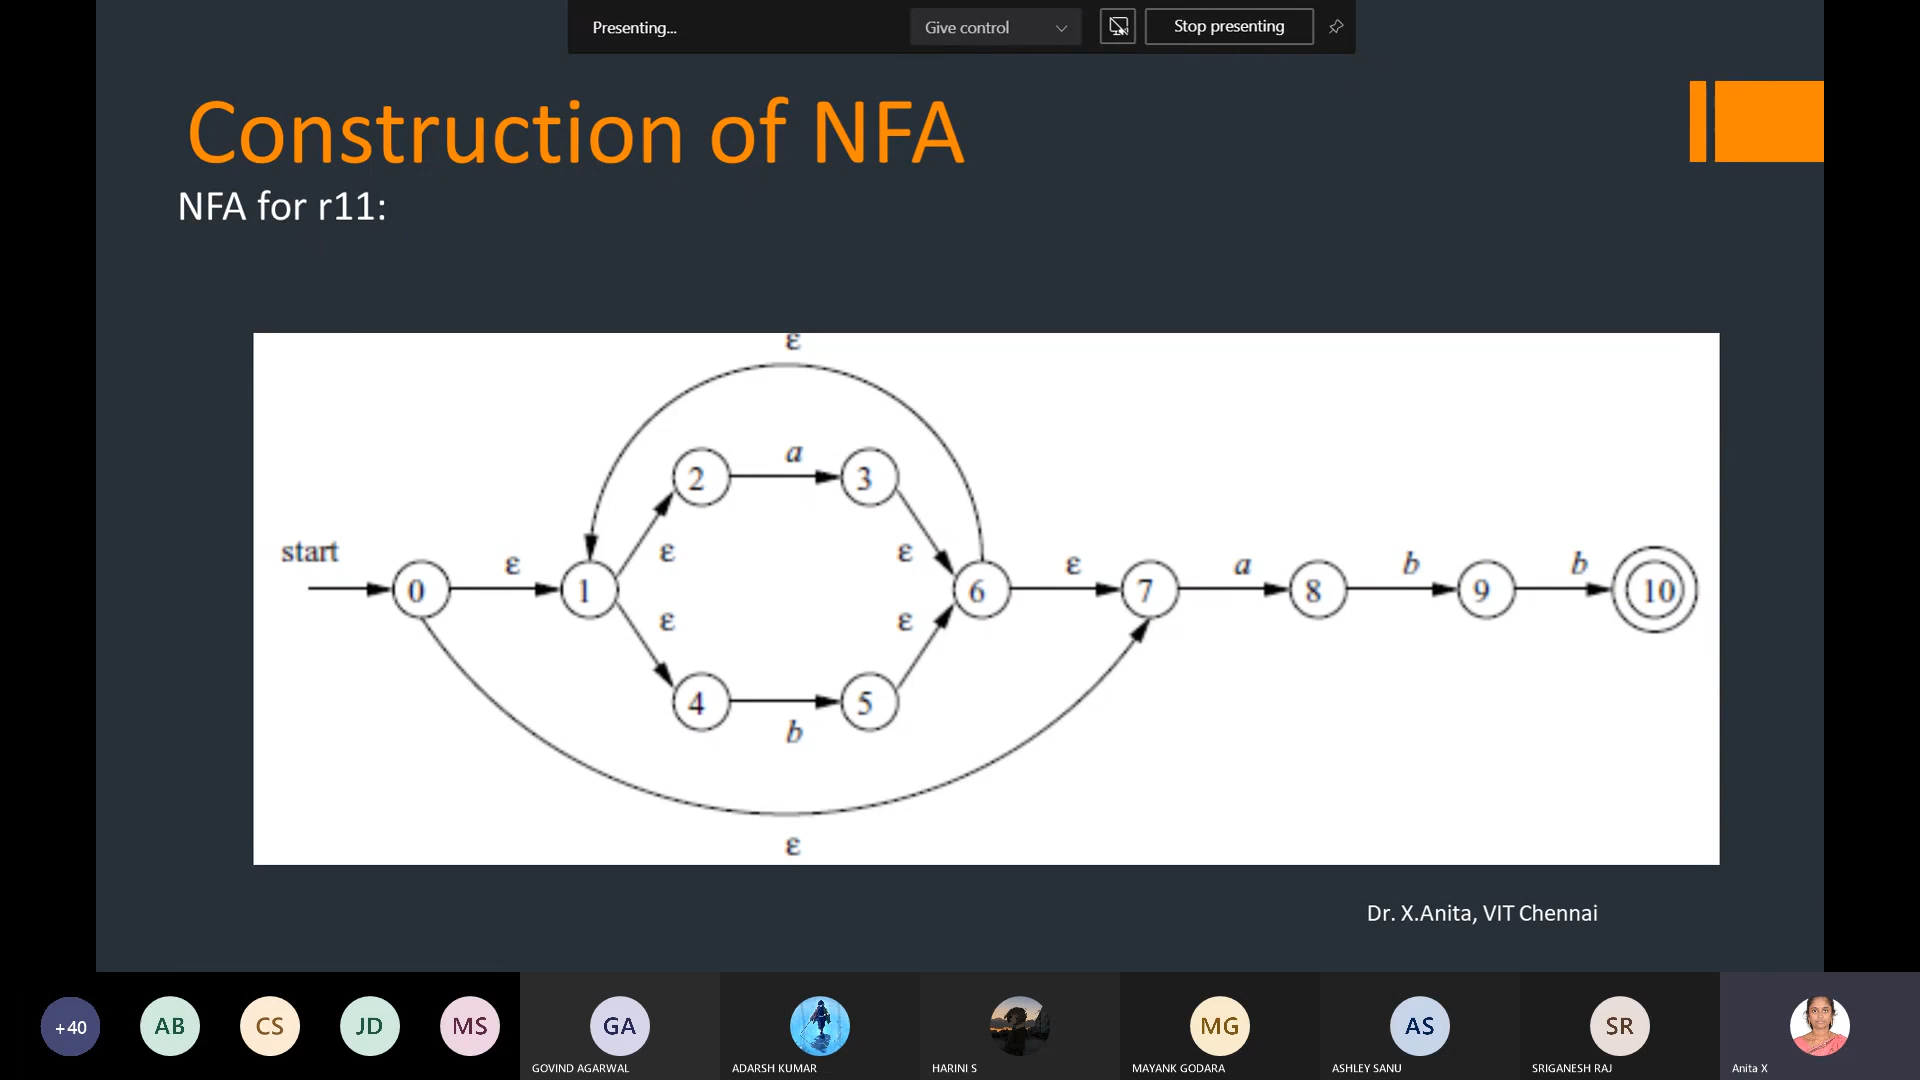 Presenting...
Give control
Stop presenting
Construction of NFA
NFA for r11:
ε
a
2
3
start
ε
ε
ε
ε
a
b
b
0
1
6
7
8
9
10
ε
ε
4
5
b
ε
Dr. X.Anita, VIT Chennai
+40
AB
CS
JD
MS
GA
MG
AS
SR
GOVIND AGARWAL
ADARSH KUMAR
HARINI S
MAYANK GODARA
ASHLEY SANU
SRIGANESH RAJ
Anita X